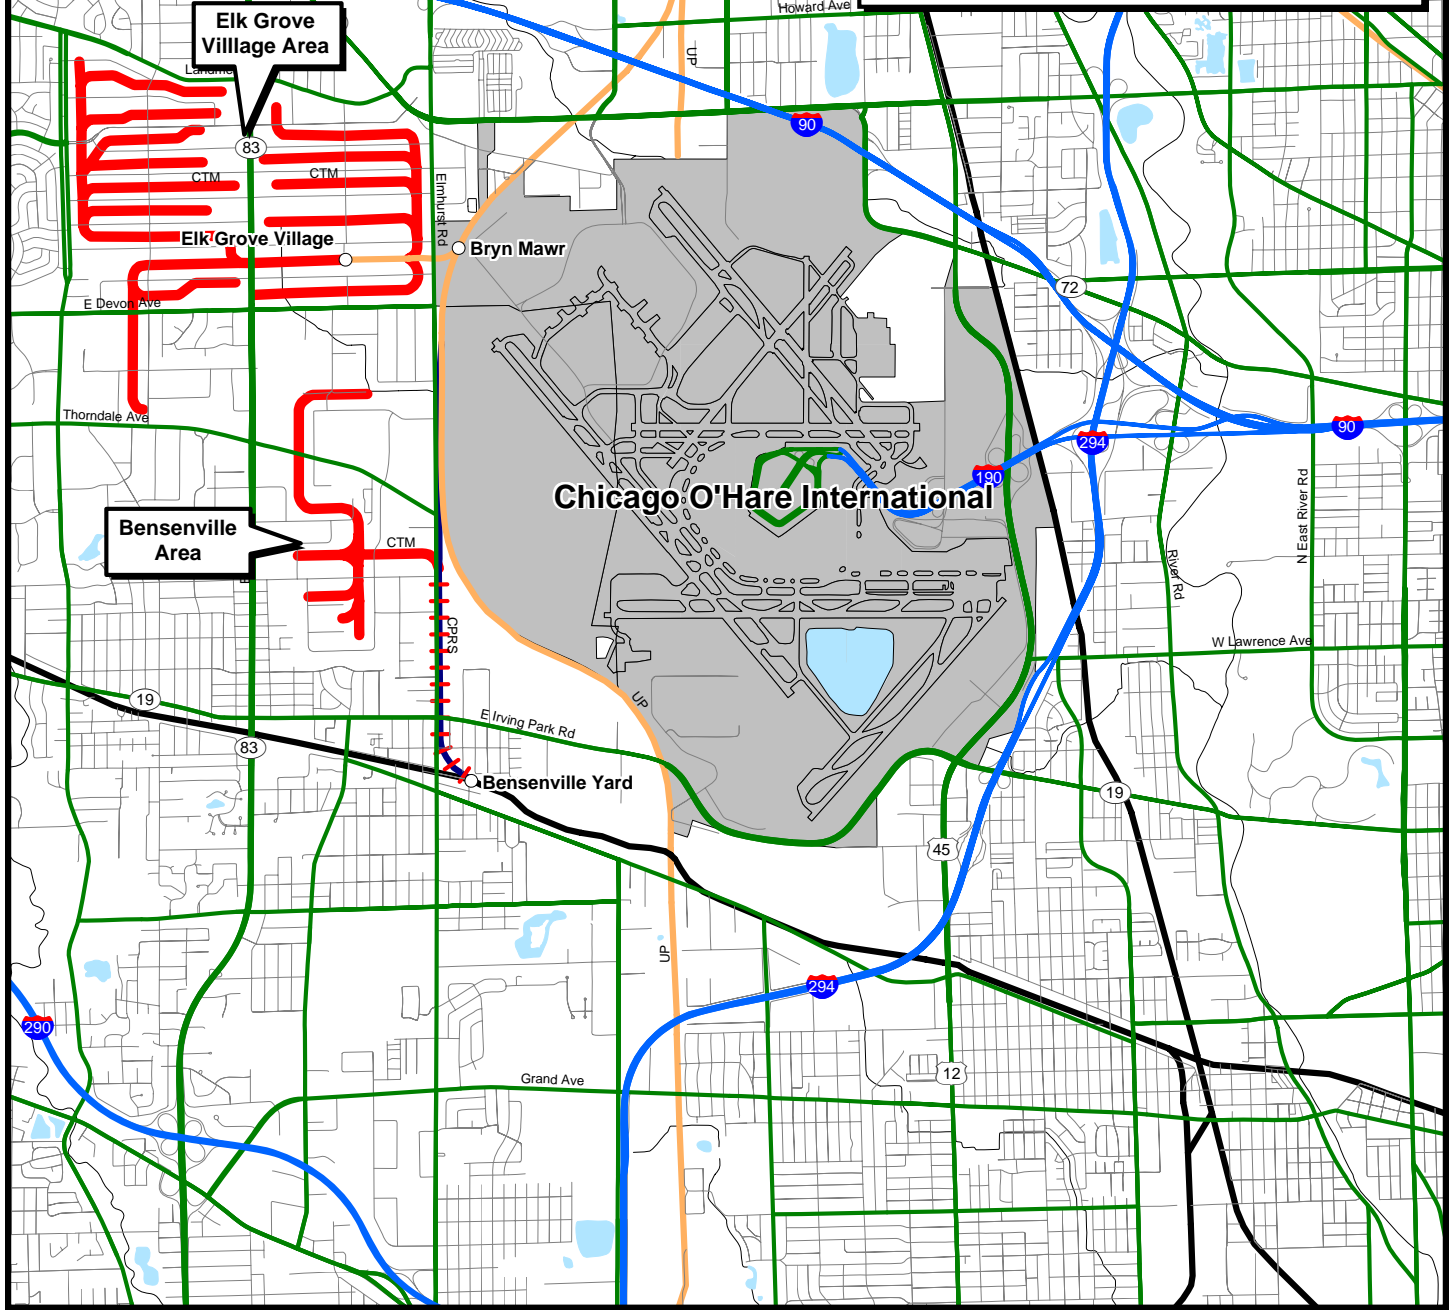 Howard Ave
Elk Grove
Villlage Area
UP
90
83
CTM
CTM
Elmhurst Rd
Elk Grove Village
Bryn Mawr
72
E Devon Ave
Thorndale Ave
294
90
190
Chicago O'Hare International
N East River Rd
Bensenville
Area
CTM
River Rd
CPRS
W Lawrence Ave
19
UP
E Irving Park Rd
83
Bensenville Yard
19
45
UP
294
290
12
Grand Ave